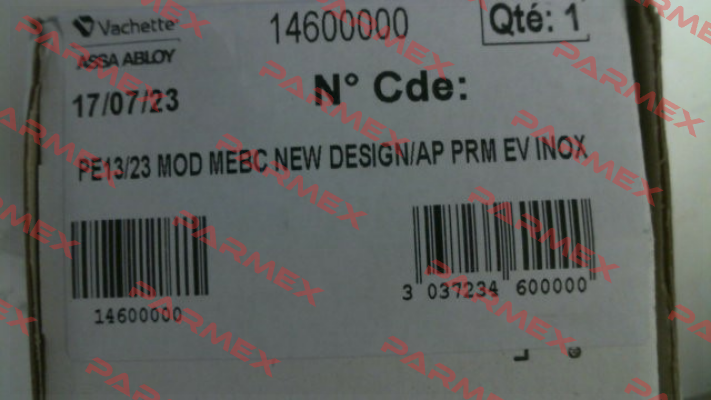 Vachette
14600000
Qté: 1
ASSA ABLOY
17/07/23
N° Cde:
PE13/23 MOD MEBC NEW DESIGN/AP PRM EV INOX
14600000
3 037234 600000
PARMEX